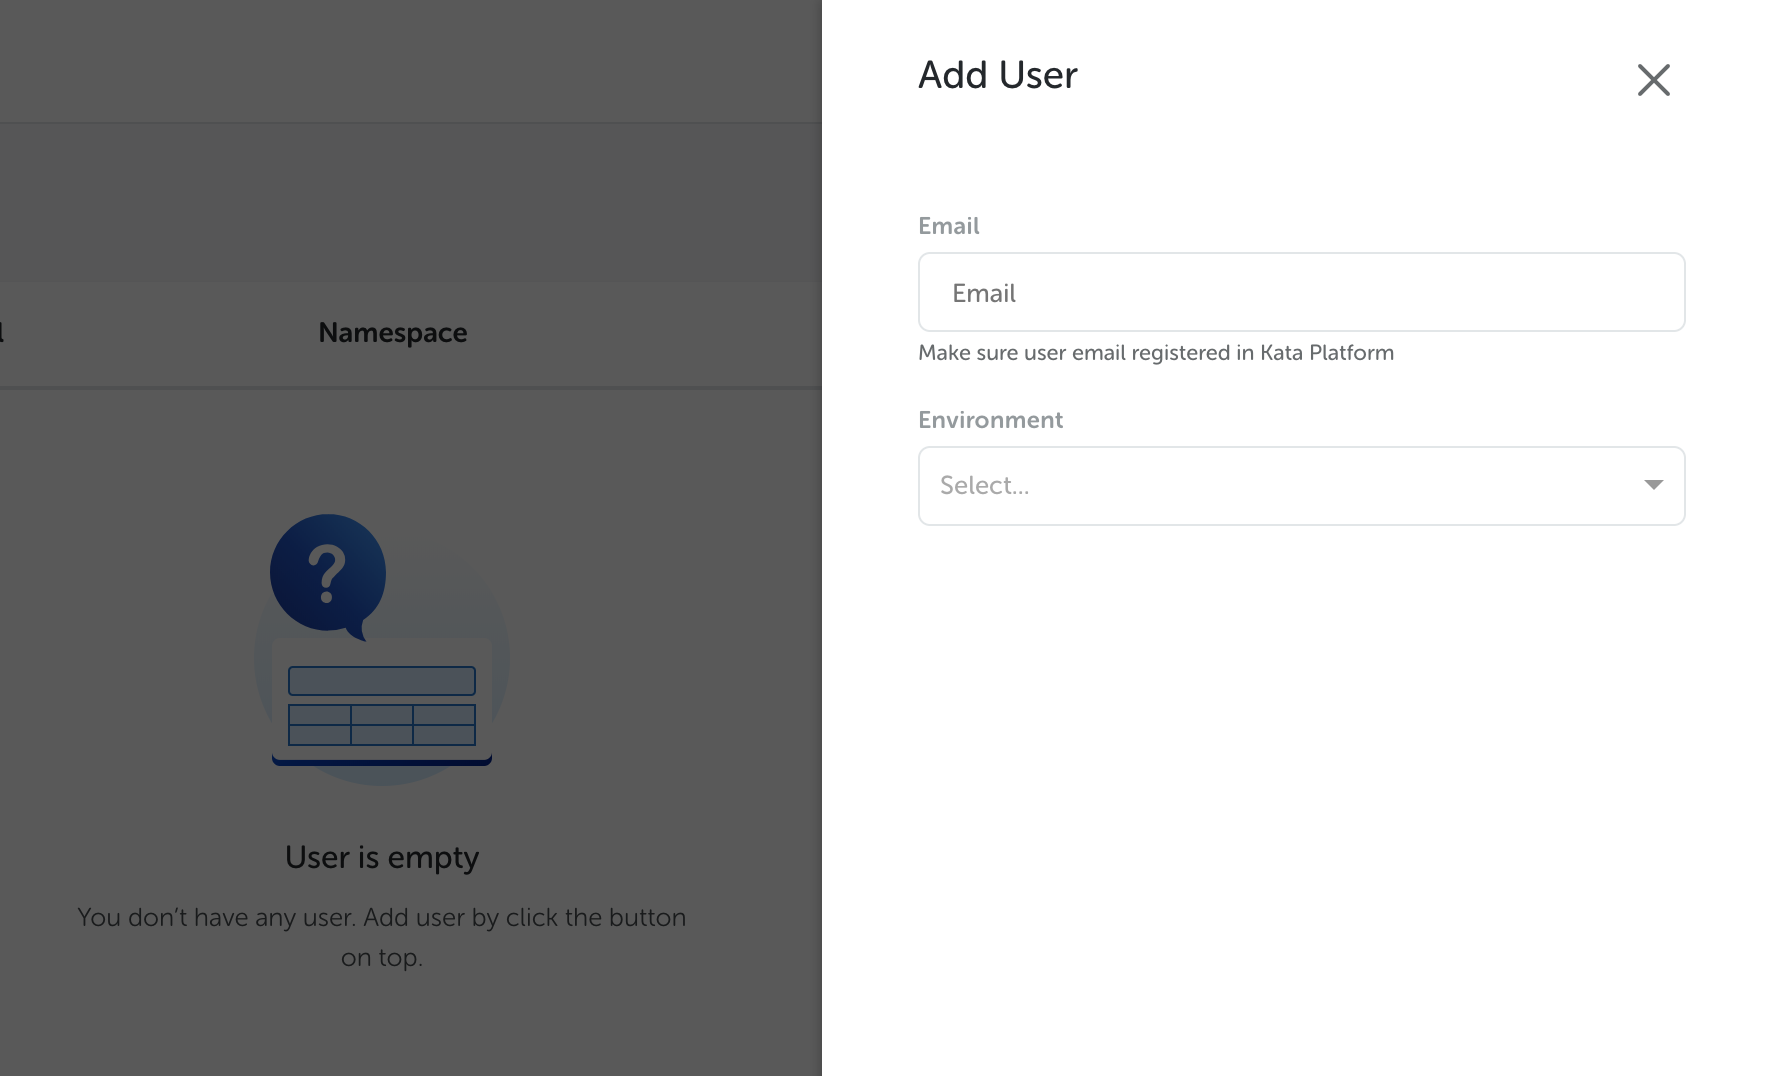 Add User
Email
Email
Make sure user email registered in Kata Platform
Environment
Select...
Namespace
?
User is empty
You don’t have any user. Add user by click the button
on top.